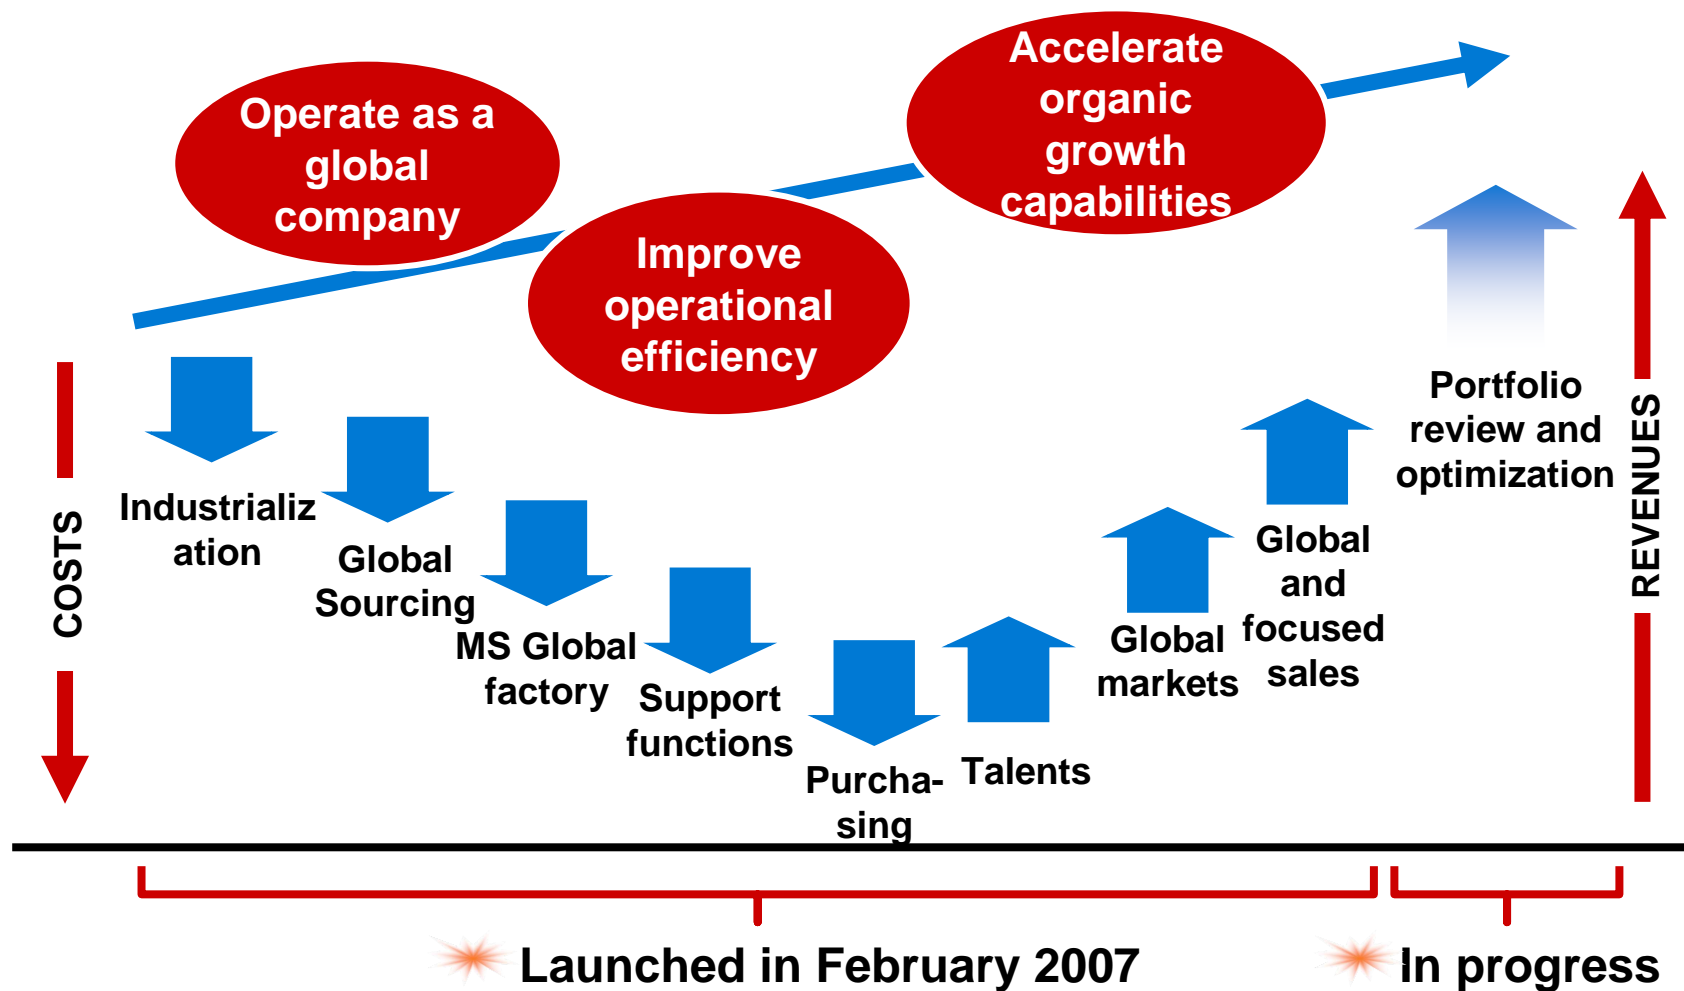 Operate as a
global
company
Improve
operational
efficiency
Accelerate
organic
growth
capabilities
COSTS
Industrializ
ation
Global
Sourcing
MS Global
factory
Support
functions
Purcha-
sing
Talents
Global
markets
Global
and
focused
sales
Portfolio
review and
optimization
REVENUES
Launched in February 2007
In progress